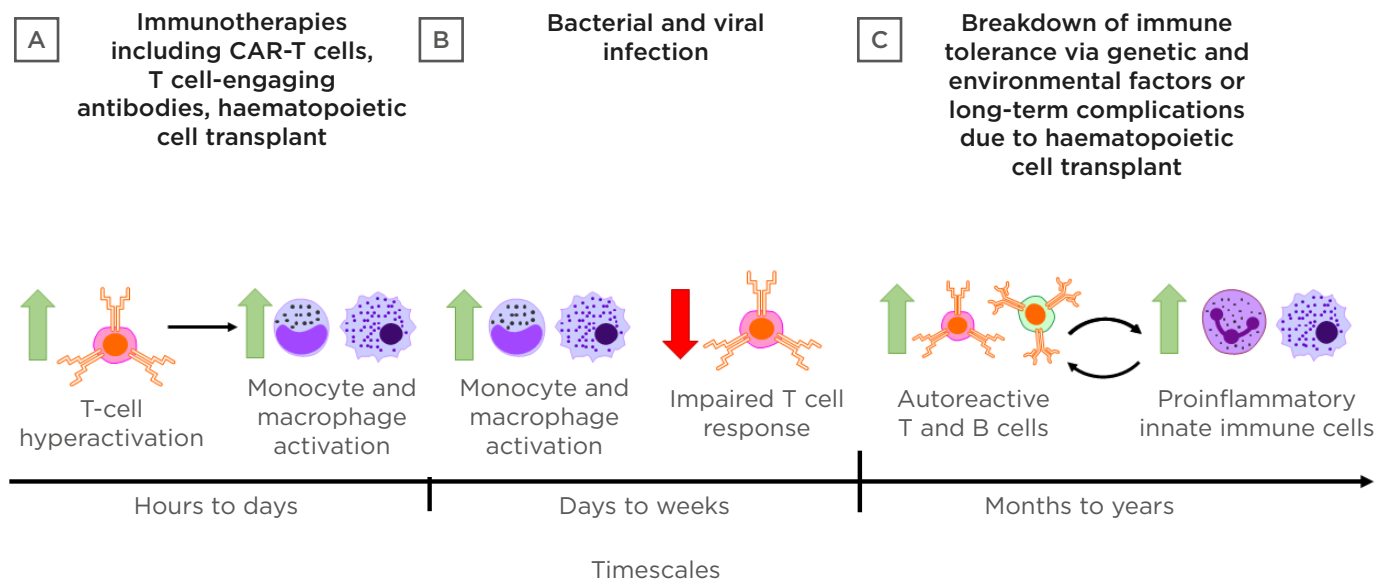 A
Immunotherapies
including CAR-T cells,
T cell-engaging
antibodies, haematopoietic
cell transplant
B
Bacterial and viral
infection
C
Breakdown of immune
tolerance via genetic and
environmental factors or
long-term complications
due to haematopoietic
cell transplant
T-cell
hyperactivation
Monocyte and
macrophage
activation
Monocyte and
macrophage
activation
Impaired T cell
response
Autoreactive
T and B cells
Proinflammatory
innate immune cells
Hours to days
Days to weeks
Months to years
Timescales